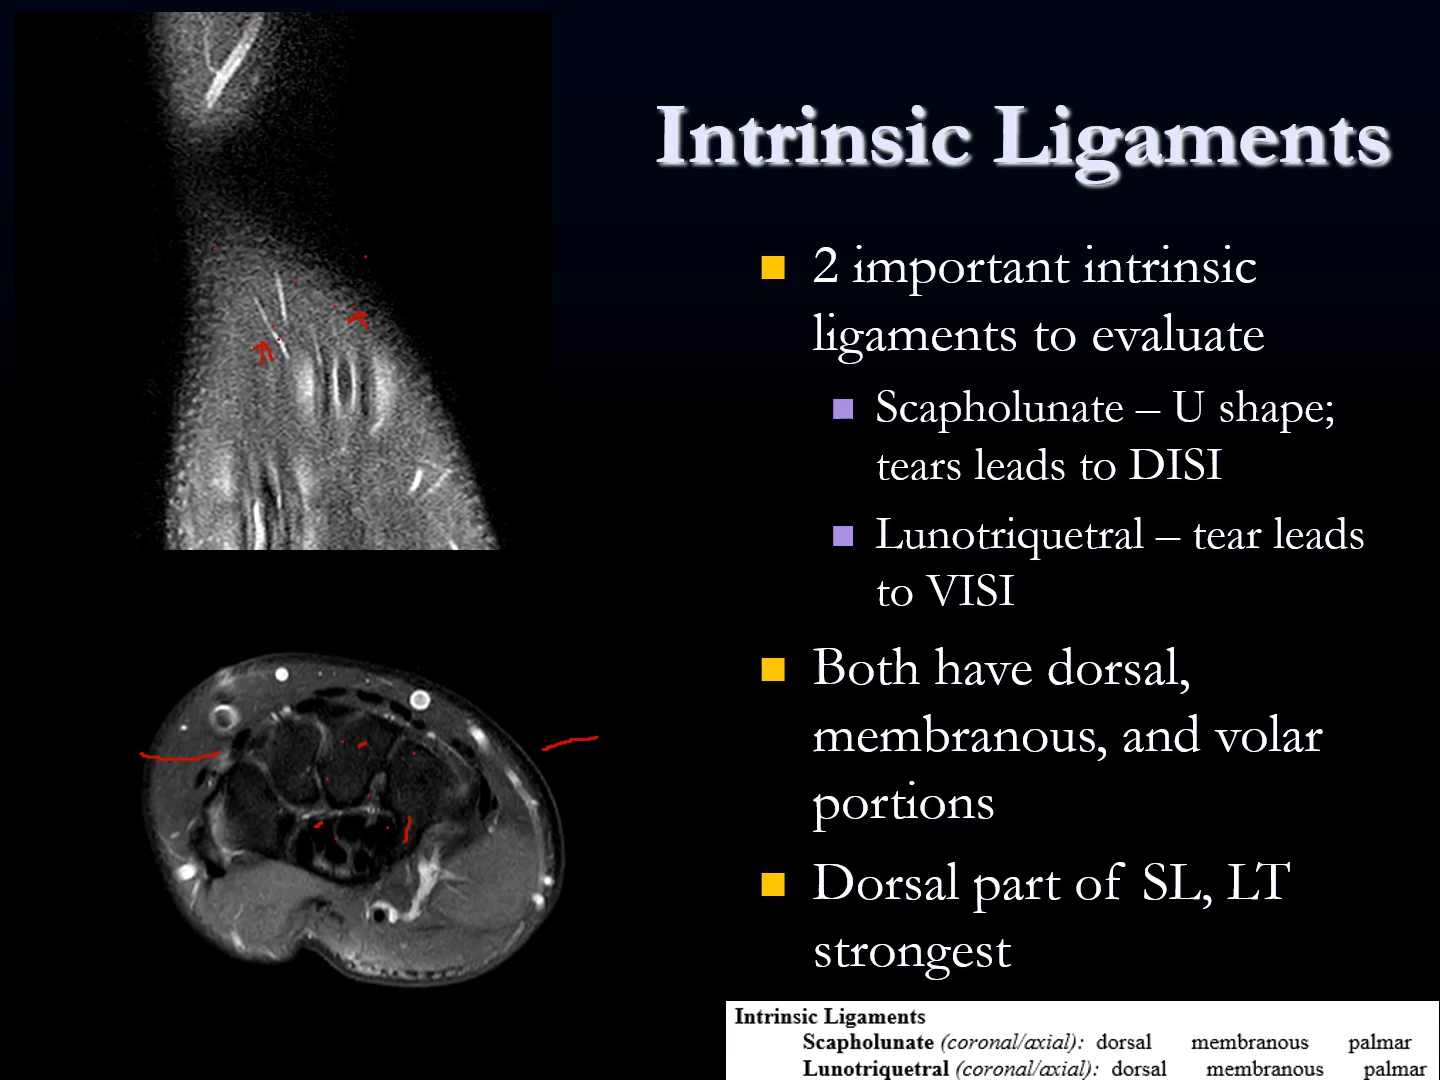 Intrinsic Ligaments
2 important intrinsic
ligaments to evaluate
Scapholunate – U shape;
tears leads to DISI
Lunotriquetral – tear leads
to VISI
Both have dorsal,
membranous, and volar
portions
Dorsal part of SL, LT
strongest
Intrinsic Ligaments
Scapholunate (coronal/axial): dorsal membranous palmar
Lunotriquetral (coronal/axial): dorsal membranous palmar